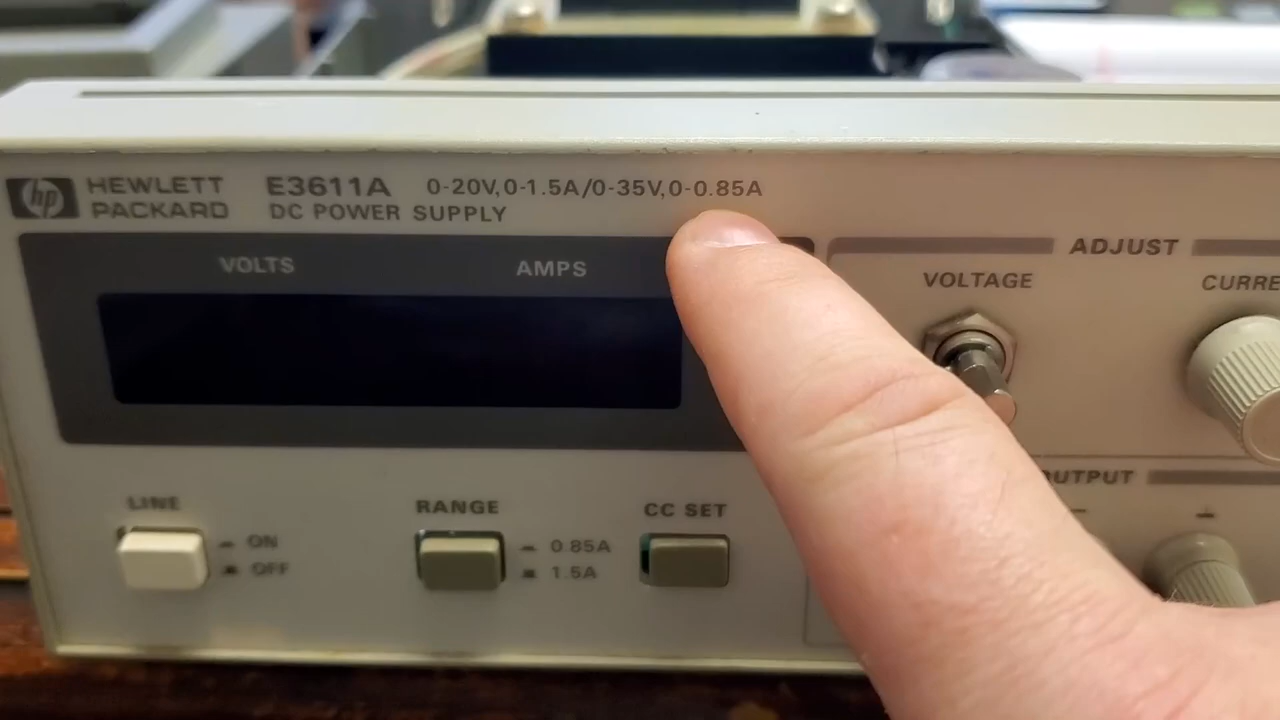 hp HEWLETT PACKARD
E3611A 0-20V,0-1.5A/0-35V,0-0.85A
DC POWER SUPPLY
VOLTS AMPS
ADJUST
VOLTAGE CURRE
LINE
ON
OFF
RANGE
0.85A
1.5A
CC SET
OUTPUT
- ⏚